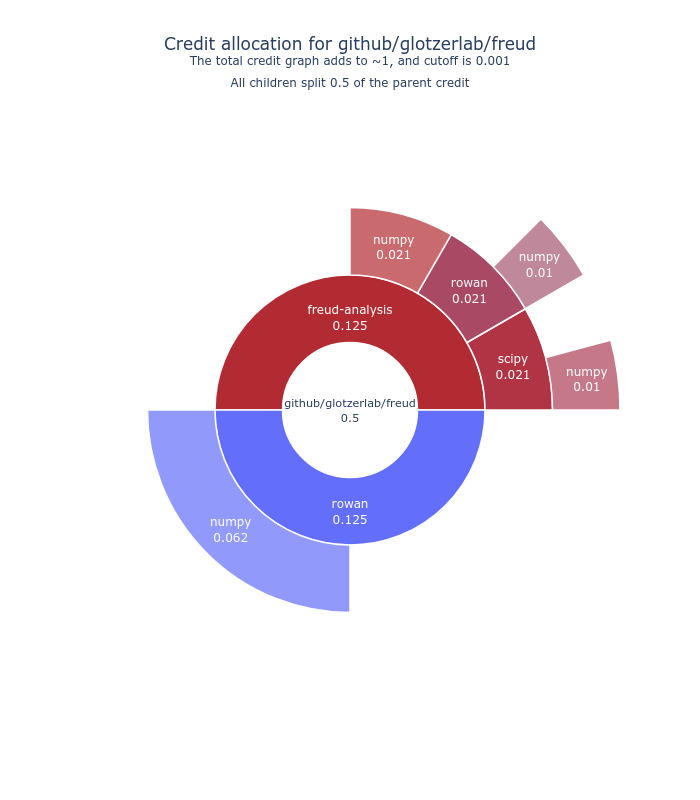 Credit allocation for github/glotzerlab/freud
The total credit graph adds to ~1, and cutoff is 0.001
All children split 0.5 of the parent credit
numpy
0.021
rowan
0.021
numpy
0.01
freud-analysis
0.125
scipy
0.021
numpy
0.01
github/glotzerlab/freud
0.5
rowan
0.125
numpy
0.062